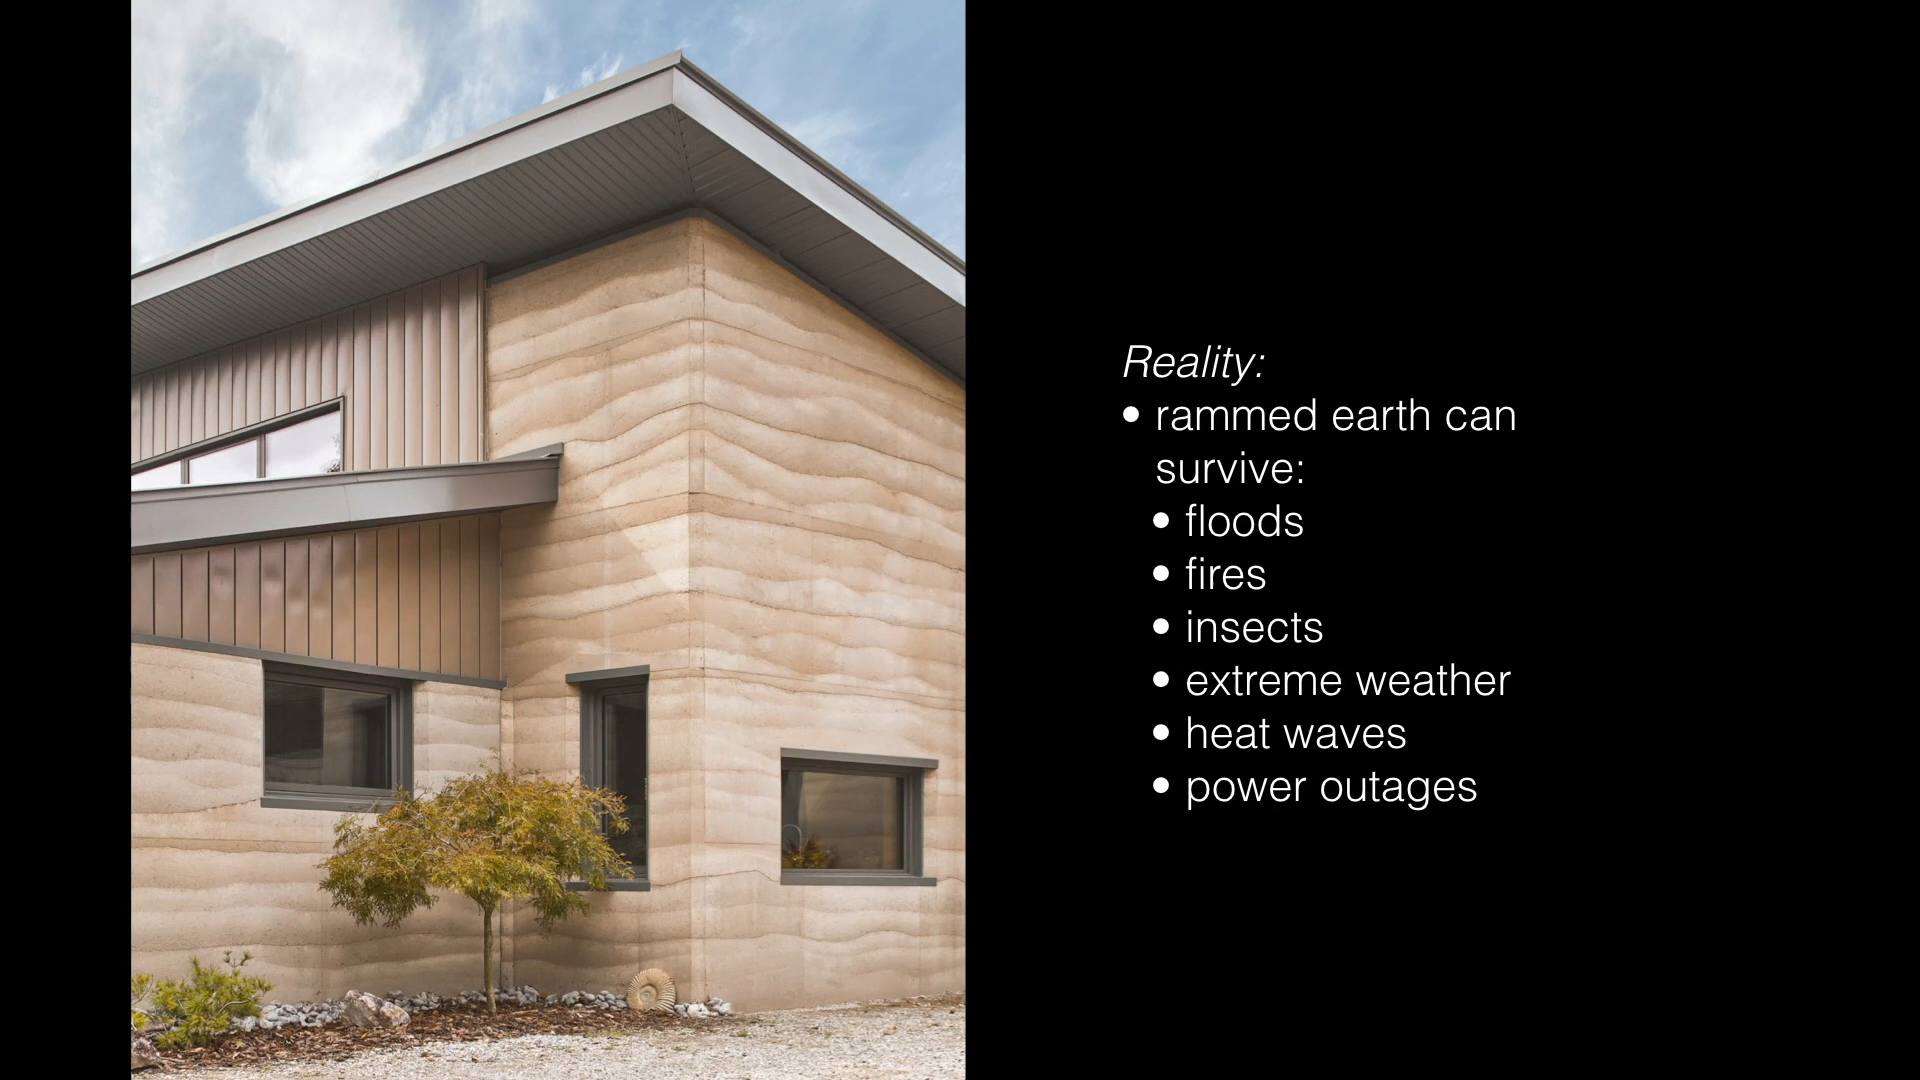 Reality:
• rammed earth can
survive:
• floods
• fires
• insects
• extreme weather
• heat waves
• power outages